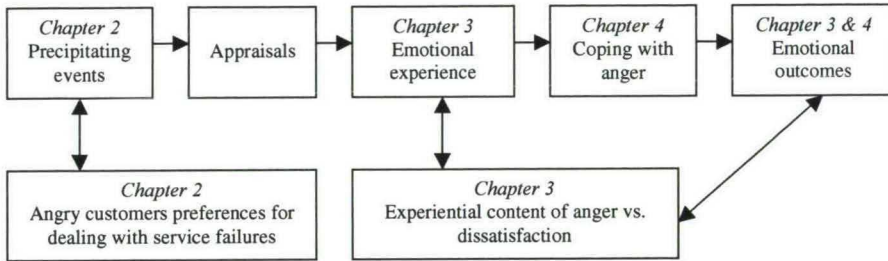 Chapter 2
Precipitating
events
Appraisals
Chapter 3
Emotional
experience
Chapter 4
Coping with
anger
Chapter 3 & 4
Emotional
outcomes
Chapter 2
Angry customers preferences for
dealing with service failures
Chapter 3
Experiential content of anger vs.
dissatisfaction